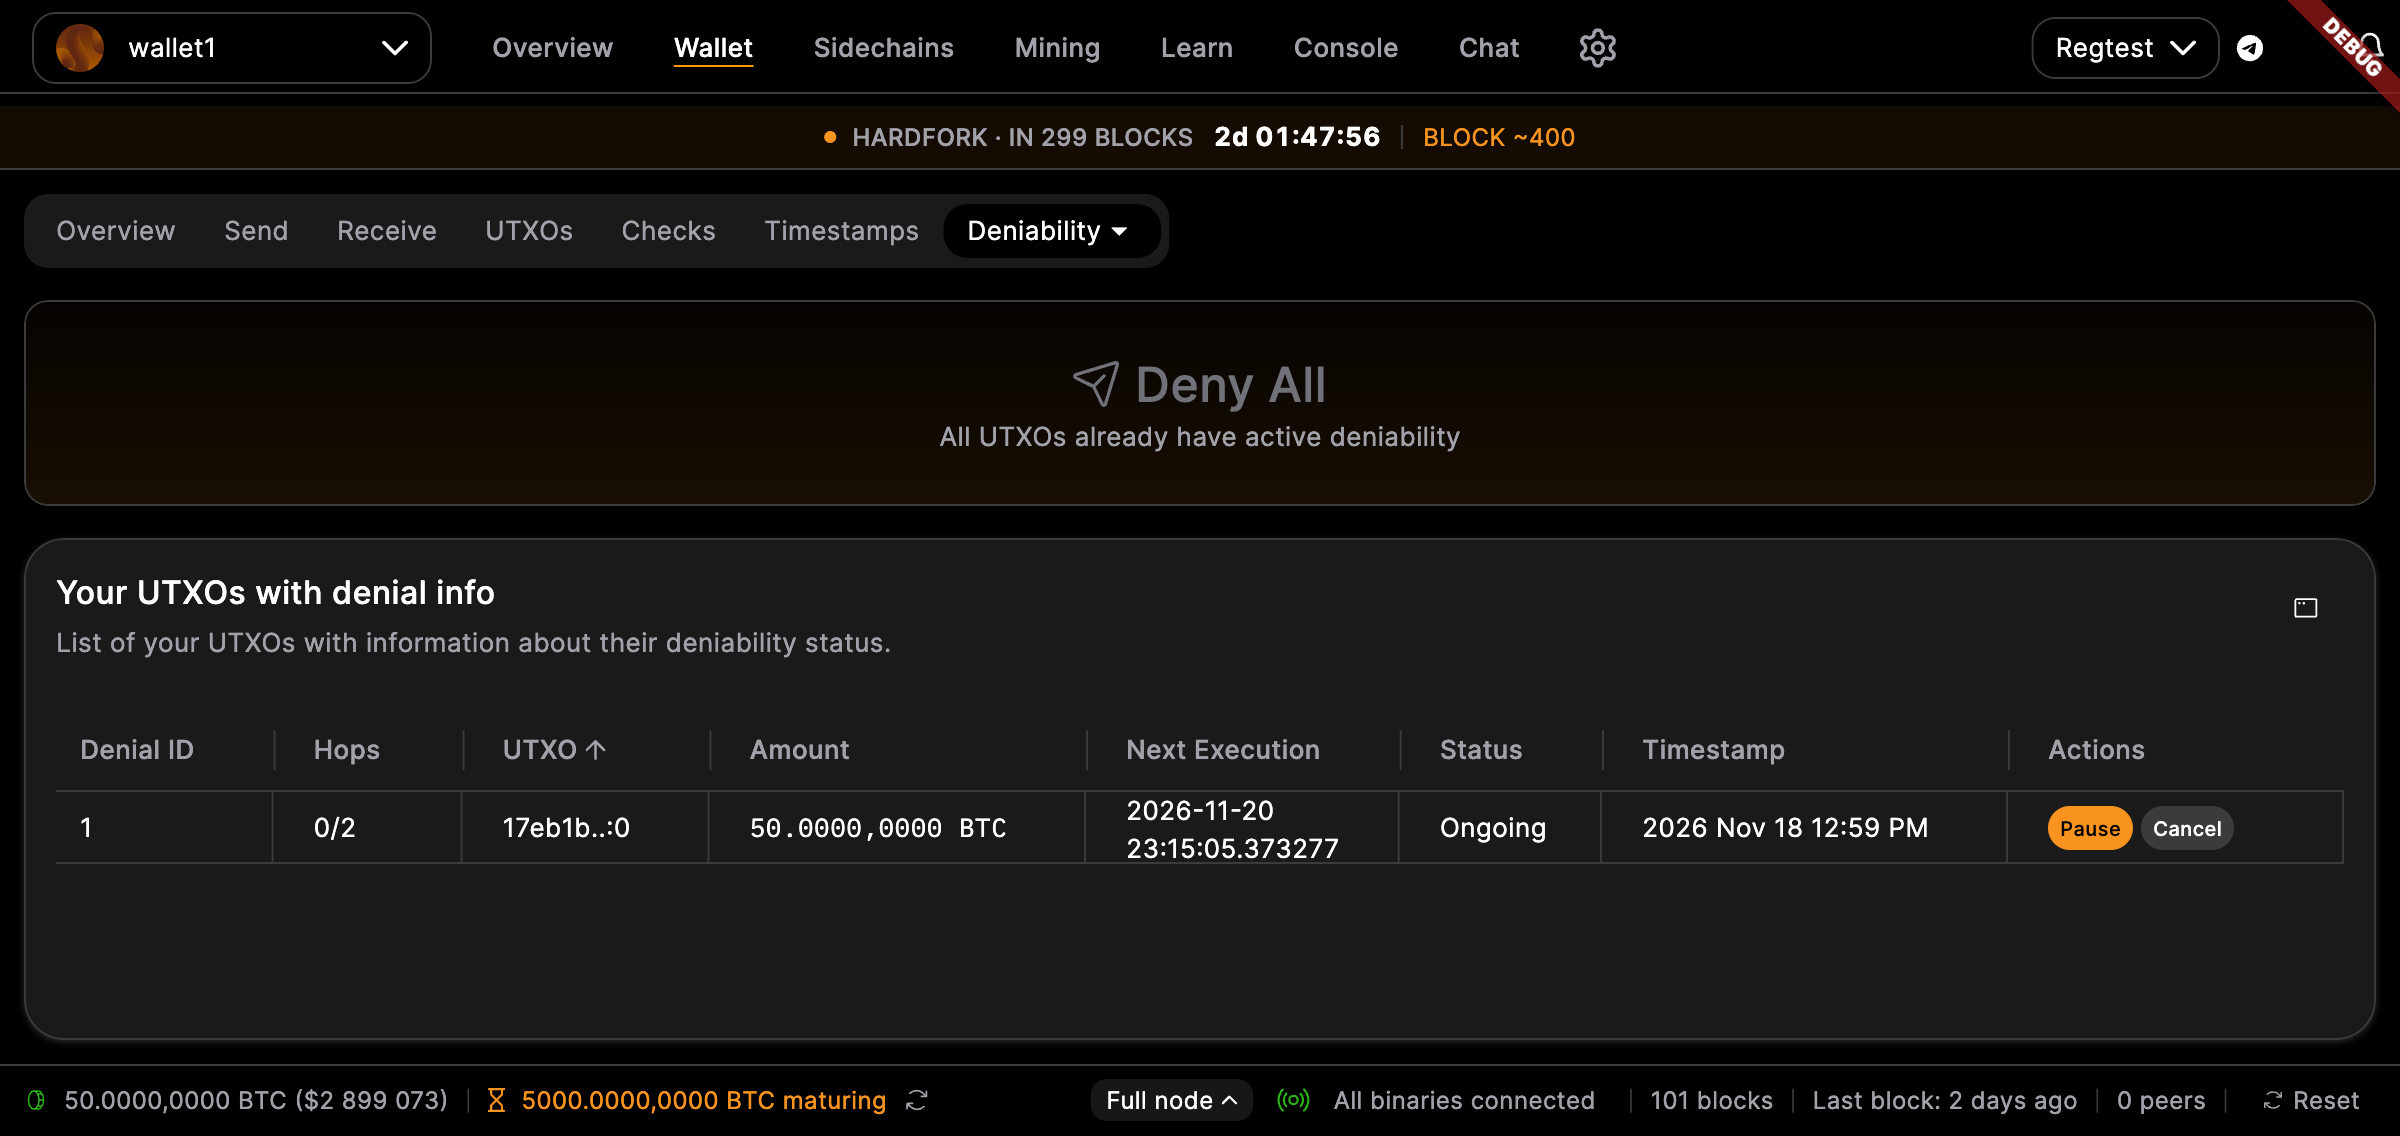 wallet1
Overview
Wallet
Sidechains
Mining
Learn
Console
Chat
Regtest
DEBUG
HARDFORK · IN 299 BLOCKS 2d 01:47:56 BLOCK ~400
Overview
Send
Receive
UTXOs
Checks
Timestamps
Deniability
Deny All
All UTXOs already have active deniability
Your UTXOs with denial info
List of your UTXOs with information about their deniability status.
Denial ID
Hops
UTXO
Amount
Next Execution
Status
Timestamp
Actions
1
0/2
17eb1b..:0
50.0000,0000 BTC
2026-11-20
23:15:05.373277
Ongoing
2026 Nov 18 12:59 PM
Pause
Cancel
50.0000,0000 BTC ($2 899 073)
5000.0000,0000 BTC maturing
Full node
All binaries connected
101 blocks
Last block: 2 days ago
0 peers
Reset